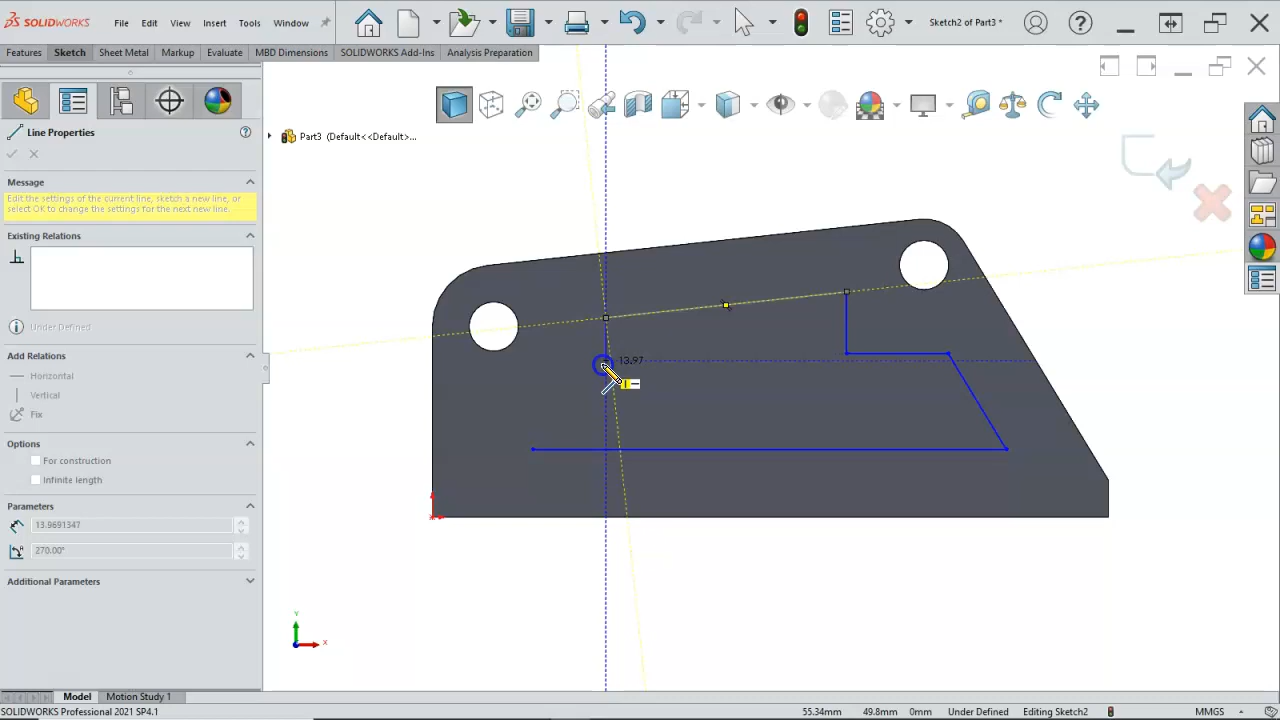 SOLIDWORKS File Edit View Insert Tools Window Sketch2 of Part3 *
Features Sketch Sheet Metal Markup Evaluate MBD Dimensions SOLIDWORKS Add-Ins Analysis Preparation
Part3 (Default<<Default>...
Line Properties
Message
Edit the settings of the current line, sketch a new line, or
select OK to change the settings for the next new line.
Existing Relations
Under Defined
Add Relations
Horizontal
Vertical
Fix
Options
For construction
Infinite length
Parameters
13.9691347
270.00°
Additional Parameters
13.97
Y
X
Model Motion Study 1
SOLIDWORKS Professional 2021 SP4.1 55.34mm 49.8mm 0mm Under Defined Editing Sketch2 MMGS